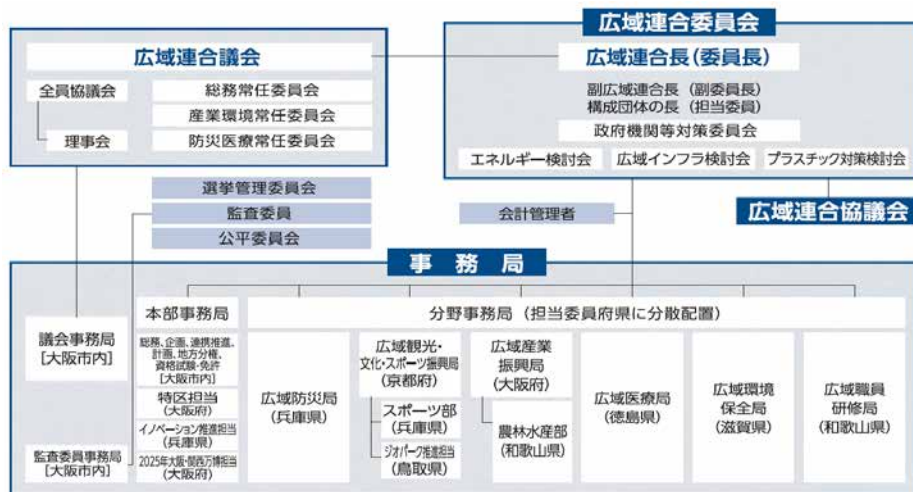 広域連合議会
全員協議会
理事会
総務常任委員会
産業環境常任委員会
防災医療常任委員会
広域連合委員会
広域連合長(委員長)
副広域連合長(副委員長)
構成団体の長(担当委員)
政府機関等対策委員会
エネルギー検討会
広域インフラ検討会
プラスチック対策検討会
選挙管理委員会
監査委員
公平委員会
会計管理者
広域連合協議会
事務局
議会事務局
[大阪市内]
監査委員事務局
[大阪市内]
本部事務局
総務、企画、連携推進、
計画、地方分権、
資格試験・免許
[大阪市内]
特区担当
(大阪府)
イノベーション推進担当
(兵庫県)
2025年大阪・関西万博担当
(大阪府)
分野事務局(担当委員府県に分散配置)
広域防災局
(兵庫県)
広域観光・
文化・スポーツ振興局
(京都府)
スポーツ部
(兵庫県)
ジオパーク推進担当
(鳥取県)
広域産業
振興局
(大阪府)
農林水産部
(和歌山県)
広域医療局
(徳島県)
広域環境
保全局
(滋賀県)
広域職員
研修局
(和歌山県)